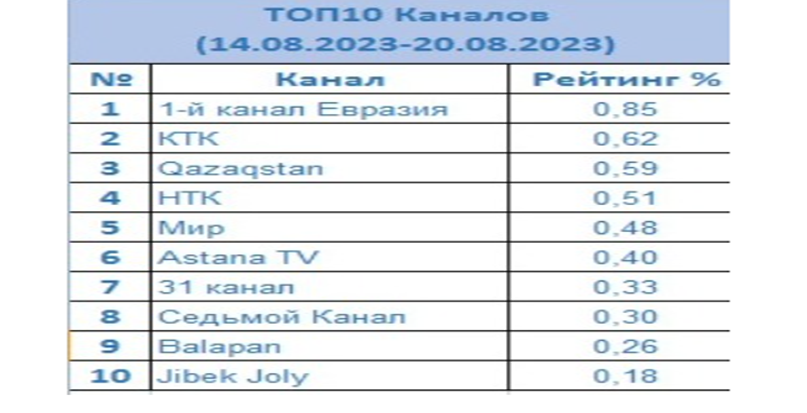 ТОП10 Каналов
(14.08.2023-20.08.2023)
№ Канал Рейтинг %
1 1-й канал Евразия 0,85
2 КТК 0,62
3 Qazaqstan 0,59
4 НТК 0,51
5 Мир 0,48
6 Astana TV 0,40
7 31 канал 0,33
8 Седьмой Канал 0,30
9 Balapan 0,26
10 Jibek Joly 0,18